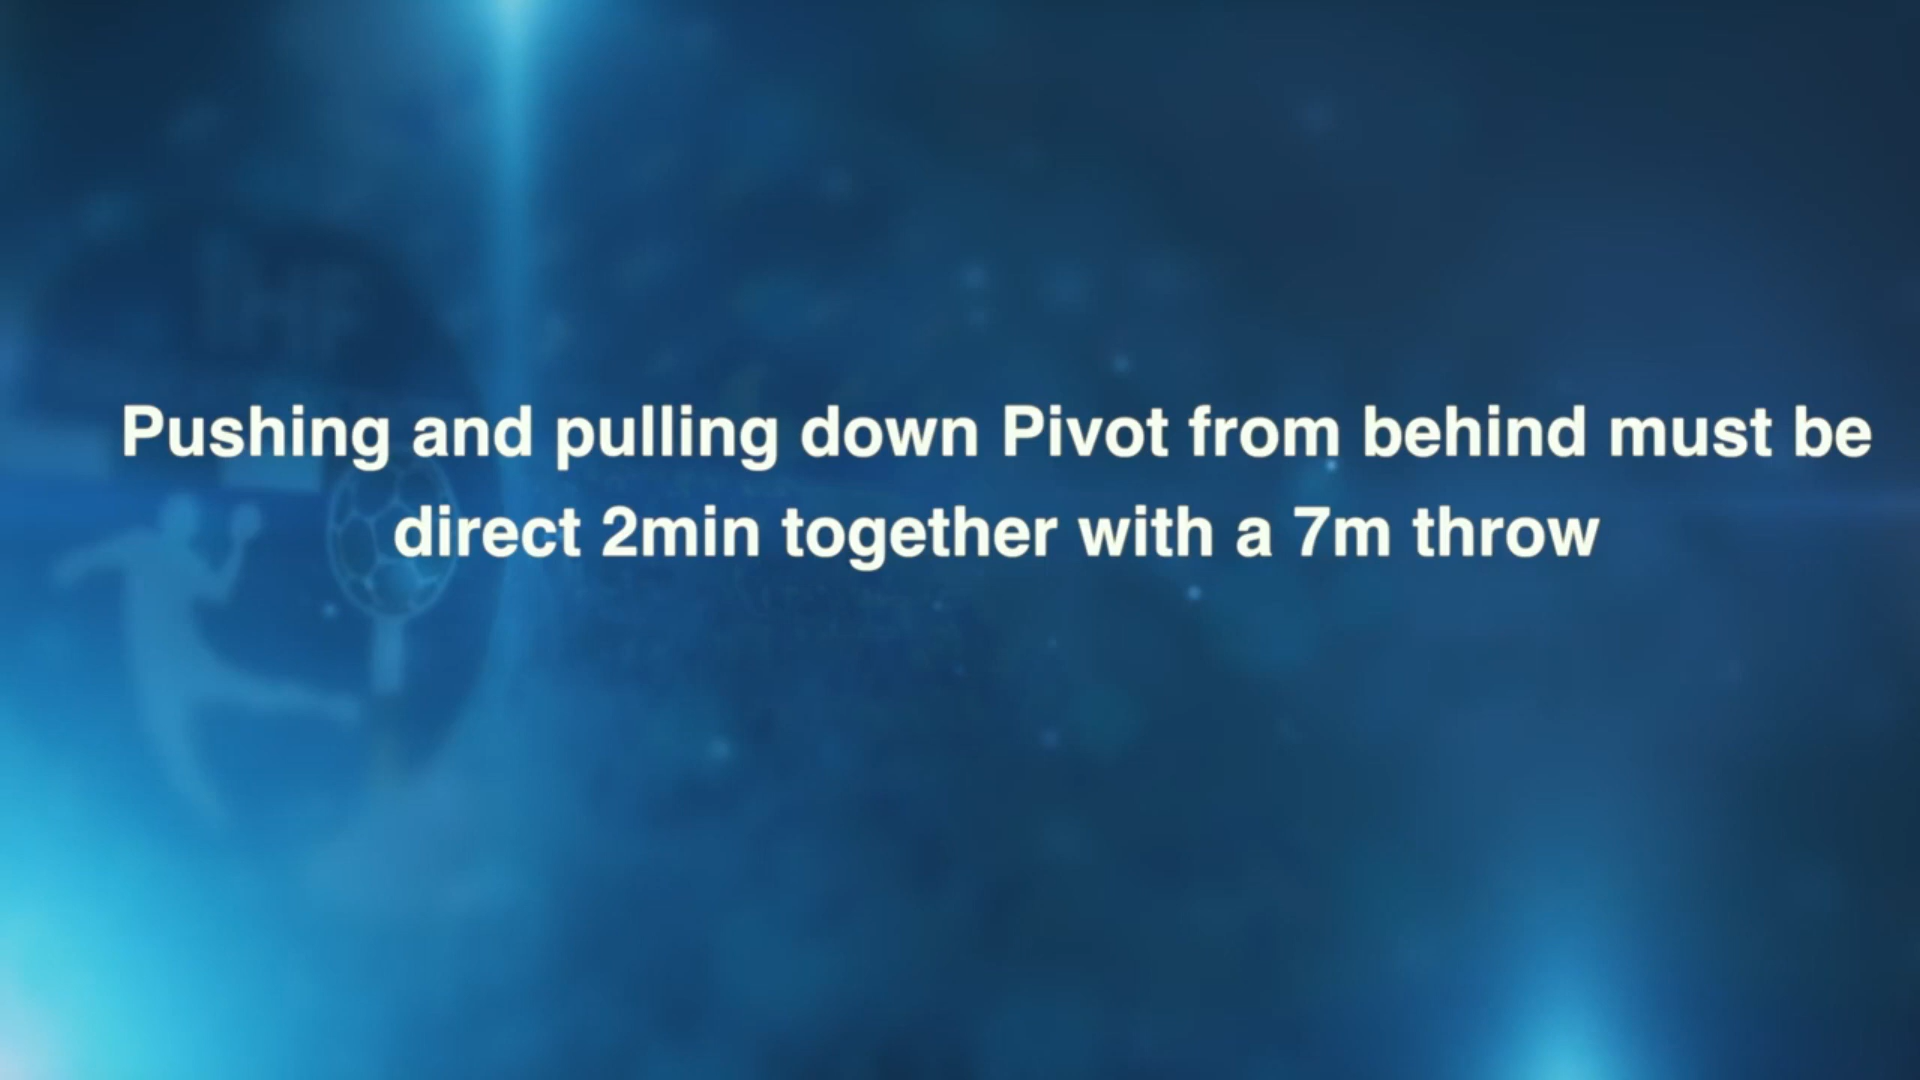 Pushing and pulling down Pivot from behind must be
direct 2min together with a 7m throw